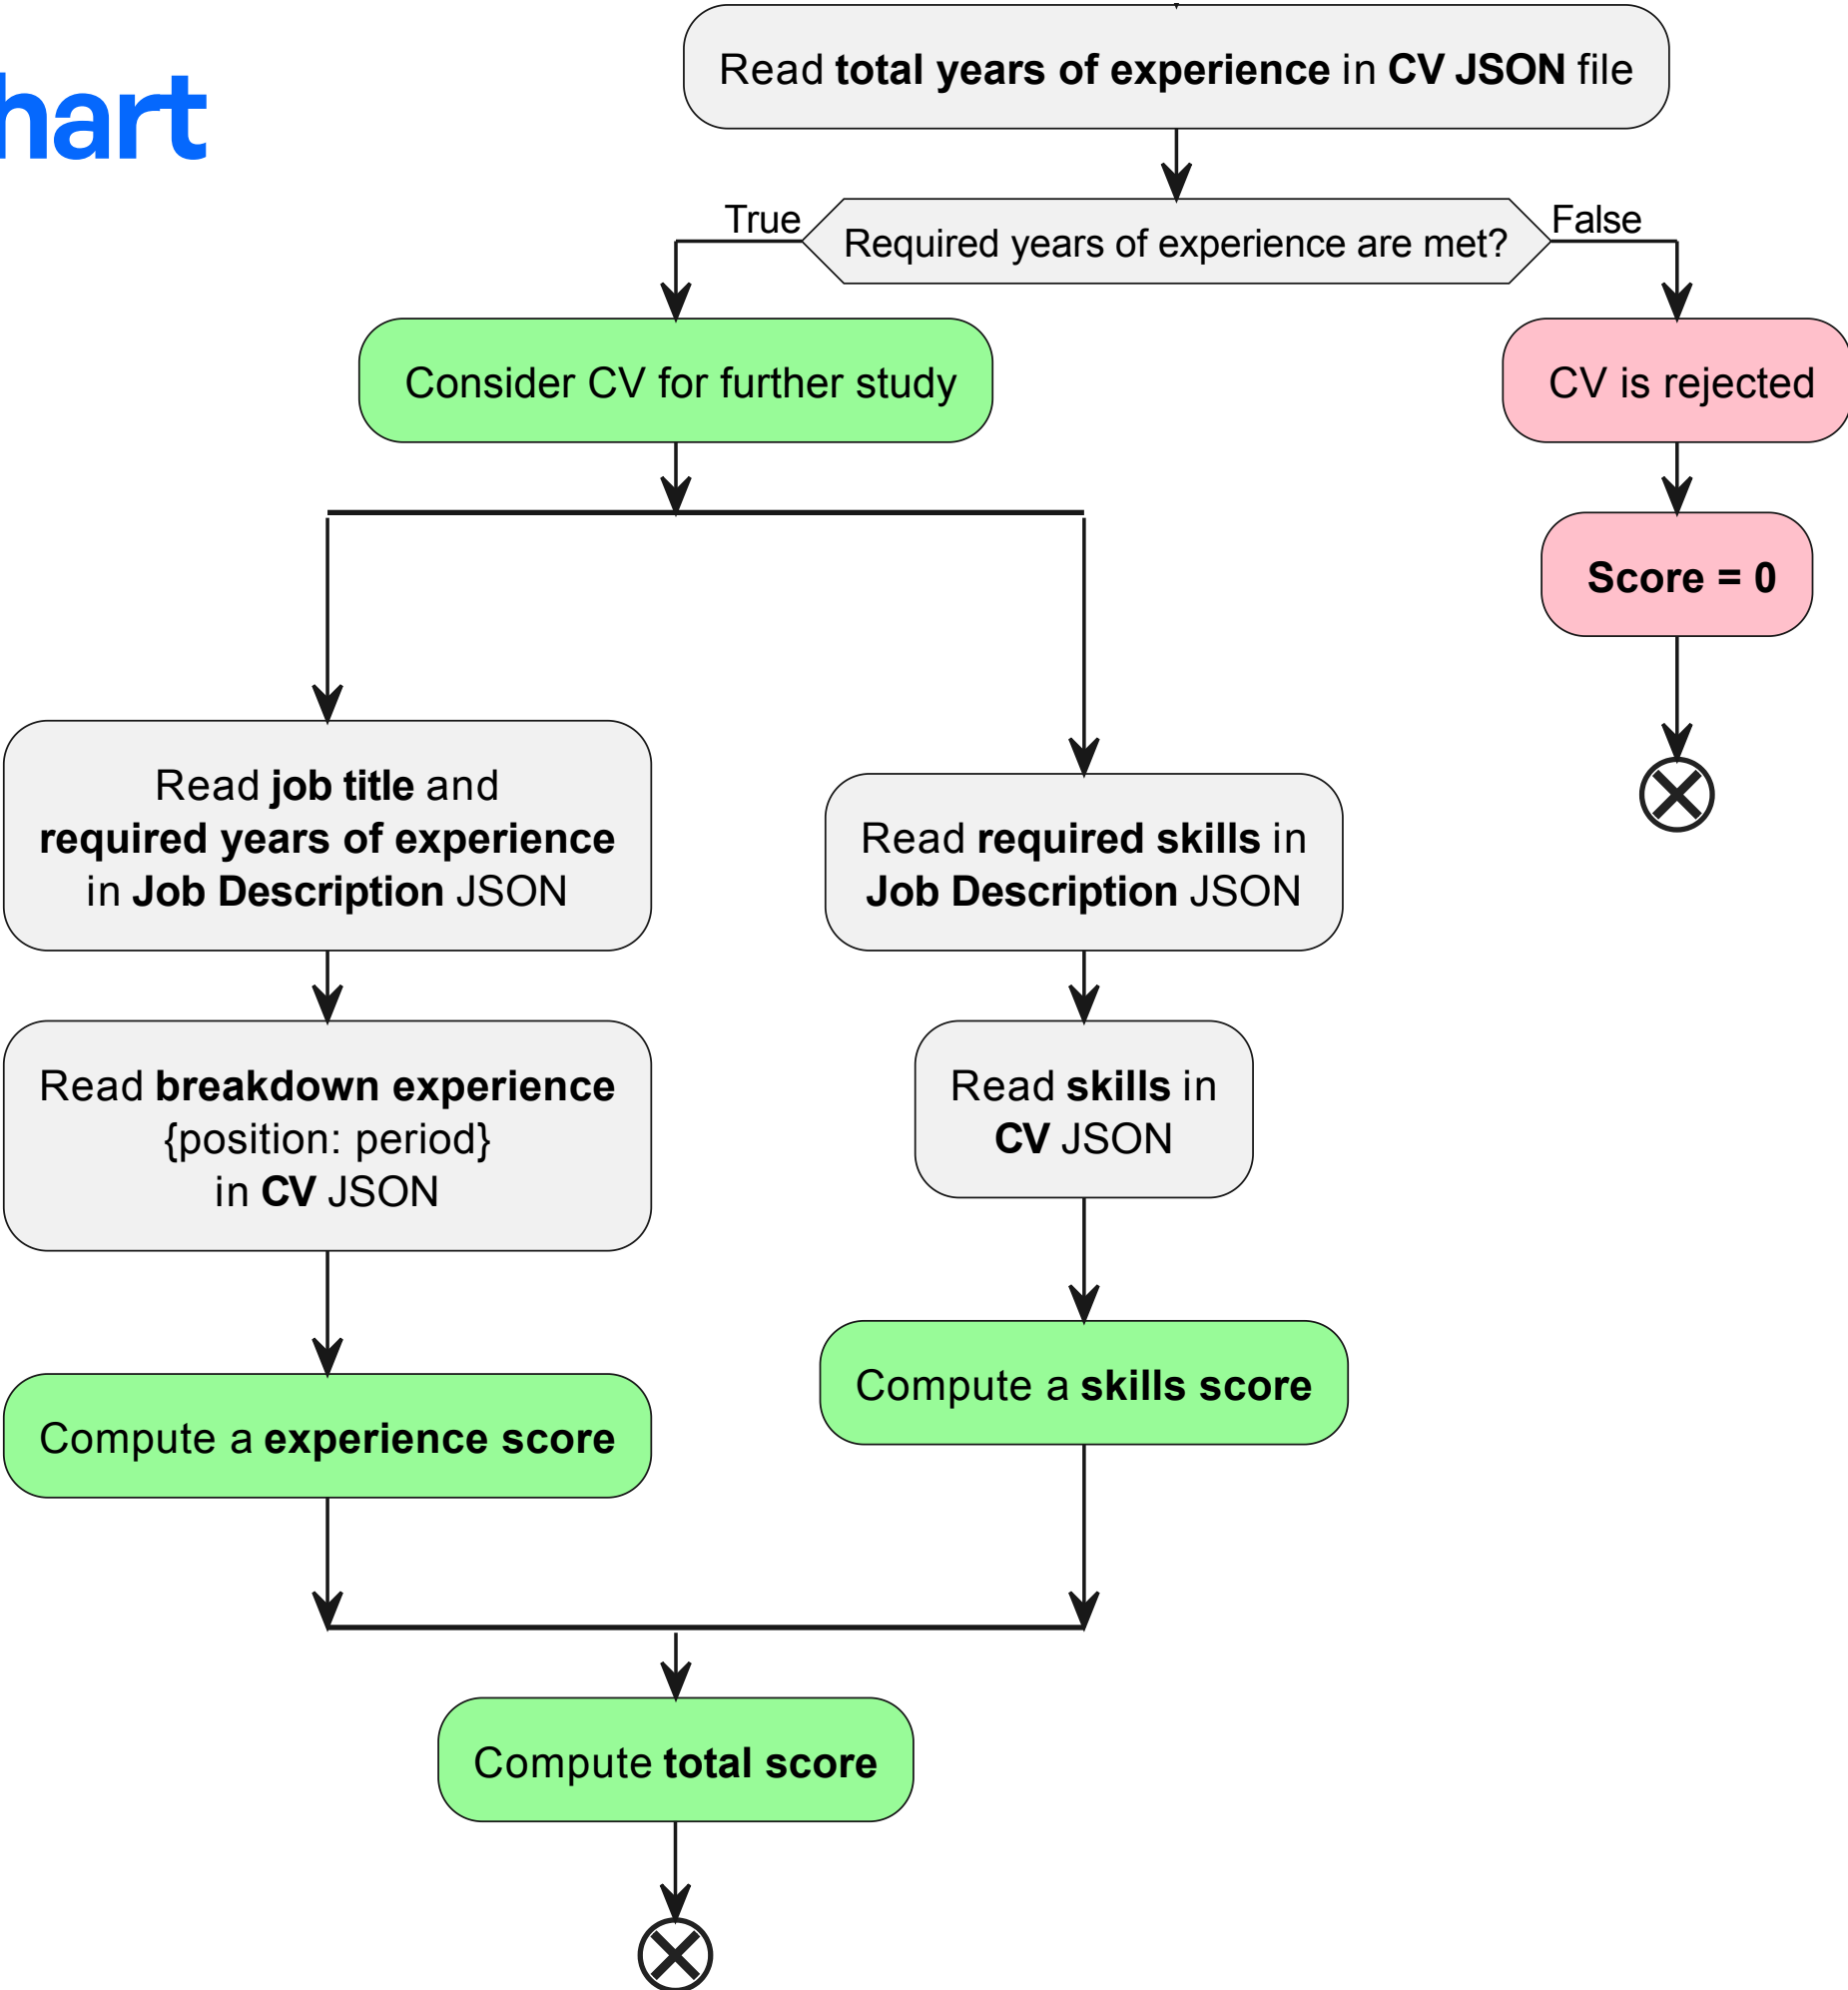 hart
Read total years of experience in CV JSON file
True
Required years of experience are met?
False
Consider CV for further study
CV is rejected
Score = 0
Read job title and
required years of experience
in Job Description JSON
Read required skills in
Job Description JSON
Read breakdown experience
{position: period}
in CV JSON
Read skills in
CV JSON
Compute a experience score
Compute a skills score
Compute total score